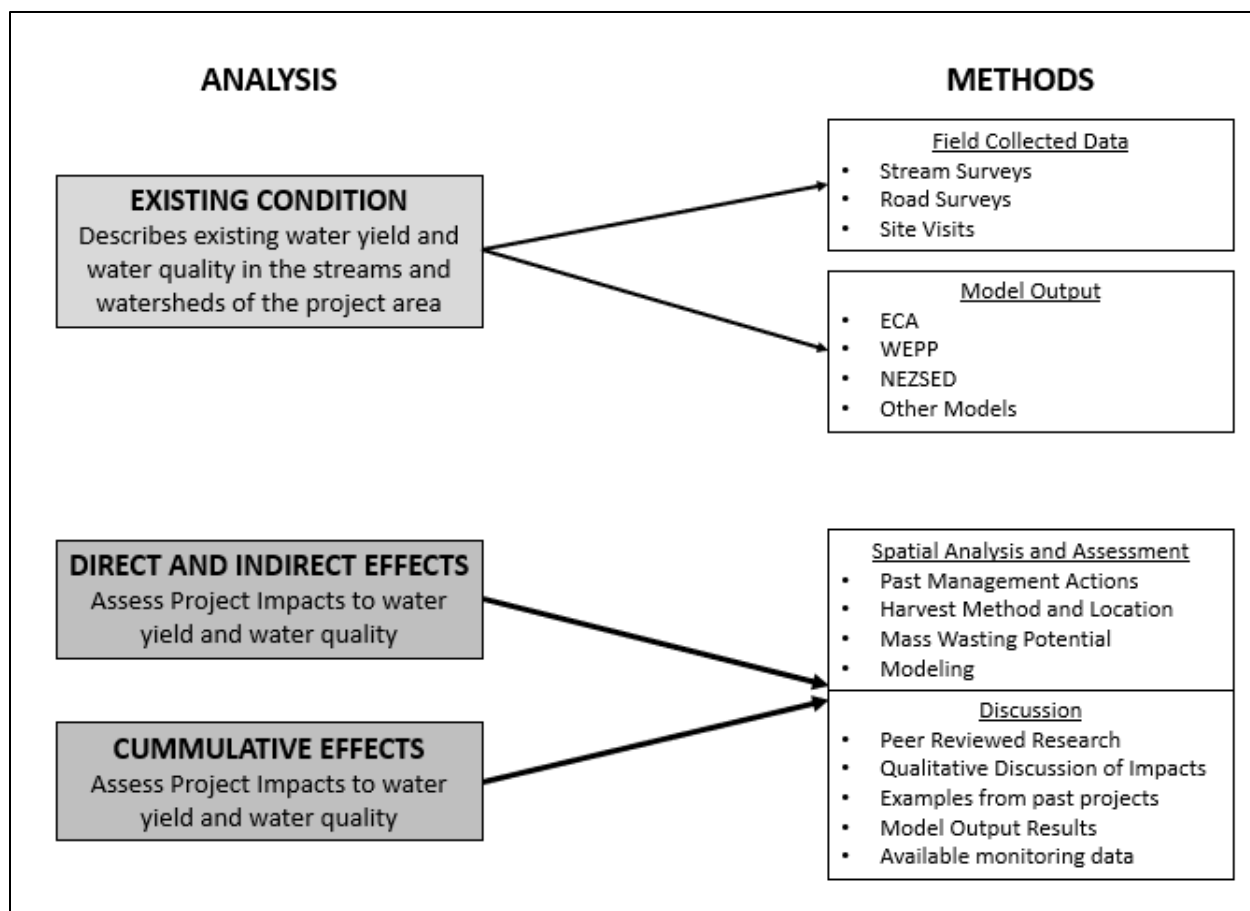 ANALYSIS
METHODS
EXISTING CONDITION
Describes existing water yield and
water quality in the streams and
watersheds of the project area
Field Collected Data
• Stream Surveys
• Road Surveys
• Site Visits
Model Output
• ECA
• WEPP
• NEZSED
• Other Models
DIRECT AND INDIRECT EFFECTS
Assess Project Impacts to water
yield and water quality
CUMMULATIVE EFFECTS
Assess Project Impacts to water
yield and water quality
Spatial Analysis and Assessment
• Past Management Actions
• Harvest Method and Location
• Mass Wasting Potential
• Modeling
Discussion
• Peer Reviewed Research
• Qualitative Discussion of Impacts
• Examples from past projects
• Model Output Results
• Available monitoring data